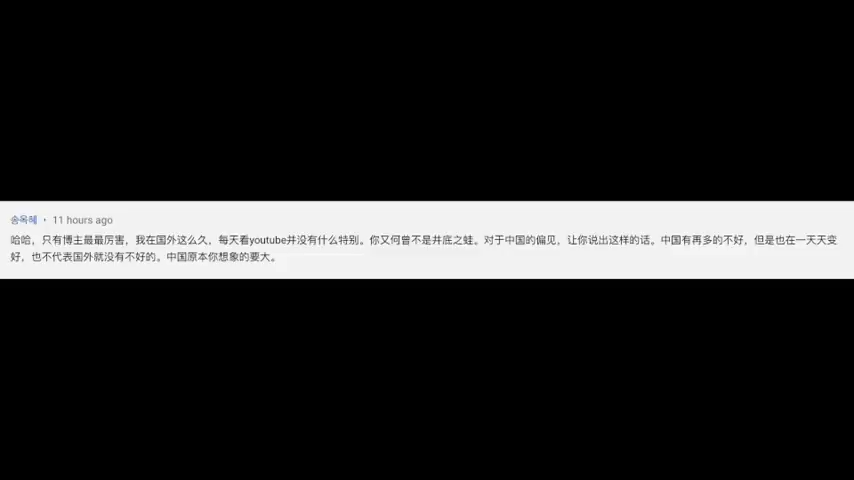 송옥혜 • 11 hours ago
哈哈，只有博主最最厉害，我在国外这么久，每天看youtube并没有什么特别。你又何曾不是井底之蛙。对于中国的偏见，让你说出这样的话。中国有再多的不好，但是也在一天天变
好，也不代表国外就没有不好的。中国原本你想象的要大。